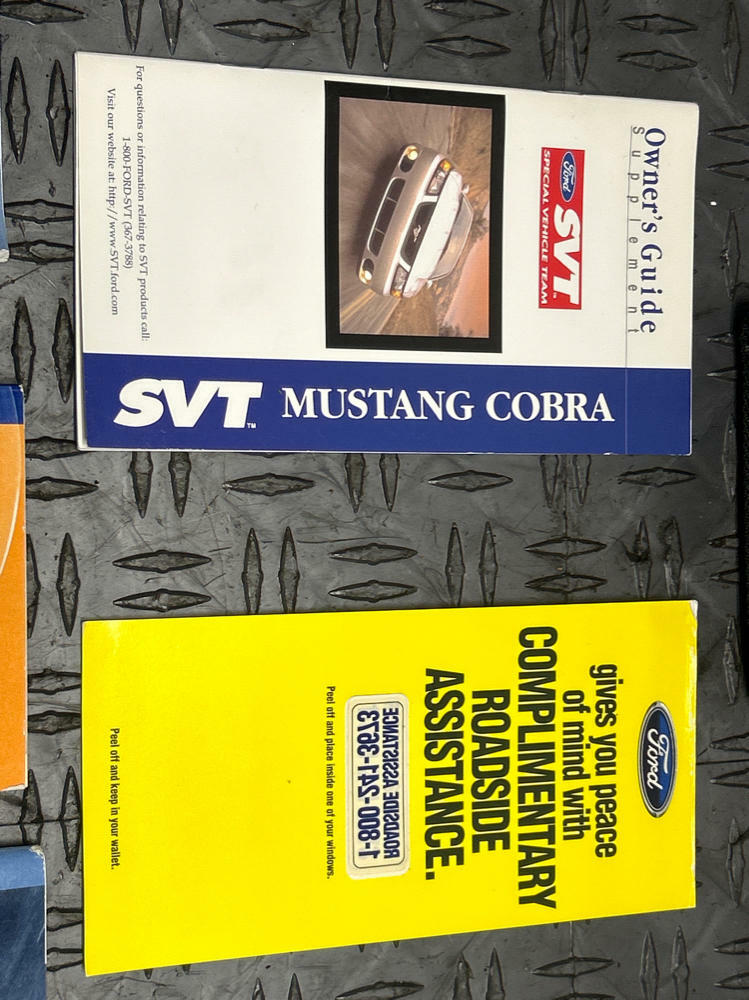 Owner's Guide
Supplement
Ford
SVT™
SPECIAL VEHICLE TEAM
For questions or information relating to SVT products call:
1-800-FORD-SVT (367-3788)
Visit our website at: http://www.SVT.ford.com
SVT™ MUSTANG COBRA
Ford
gives you peace
of mind with
COMPLIMENTARY
ROADSIDE
ASSISTANCE.
ROADSIDE ASSISTANCE
1-800-241-3673
Peel off and place inside one of your windows.
Peel off and keep in your wallet.